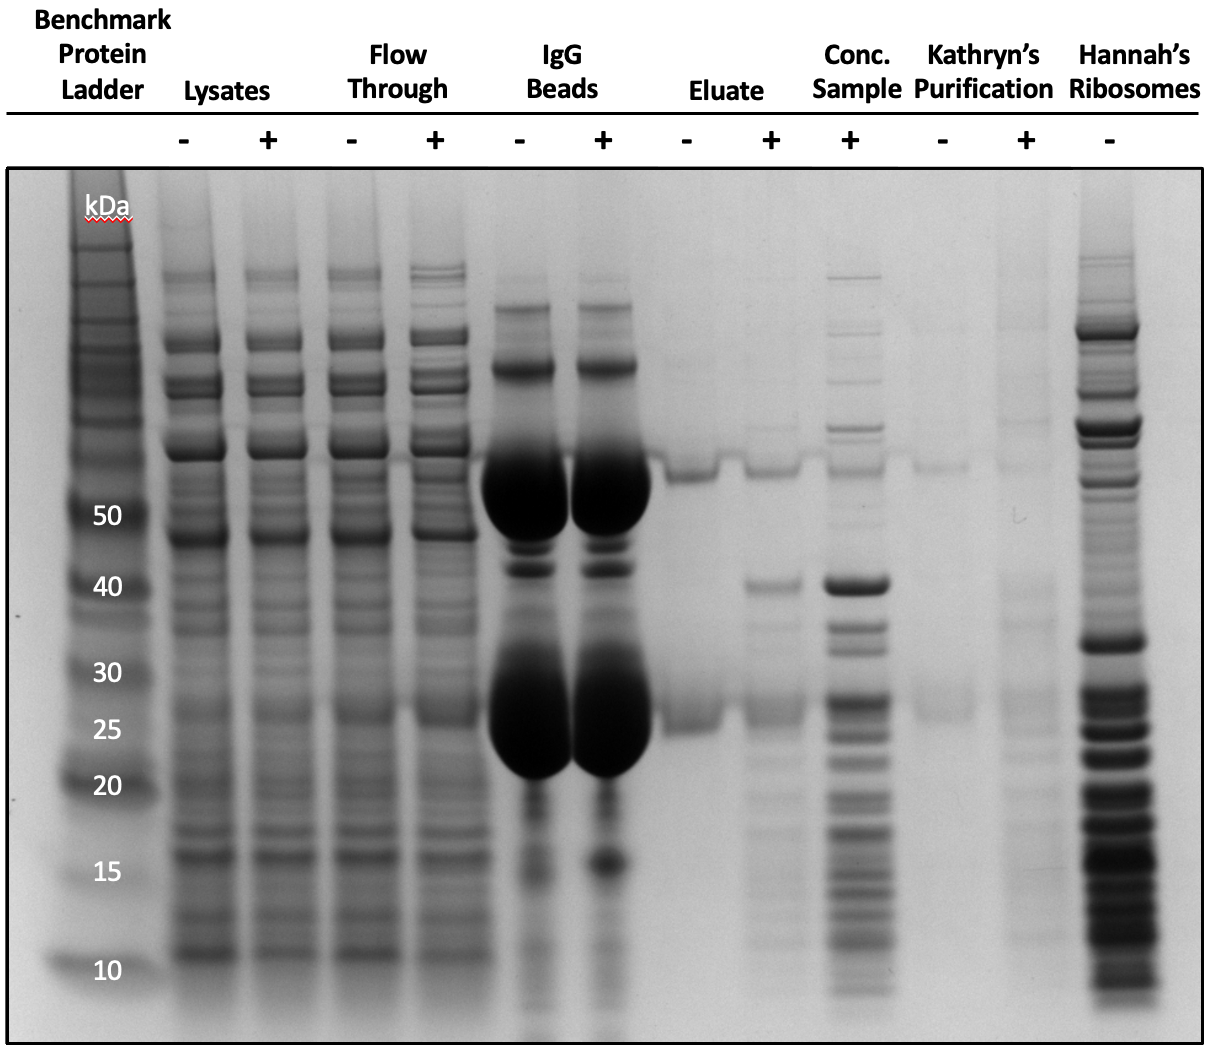 Benchmark
Protein
Ladder
Lysates
Flow
Through
IgG
Beads
Eluate
Conc.
Sample
Kathryn's
Purification
Hannah's
Ribosomes
- + - + - + - + + - + -
kDa
50
40
30
25
20
15
10